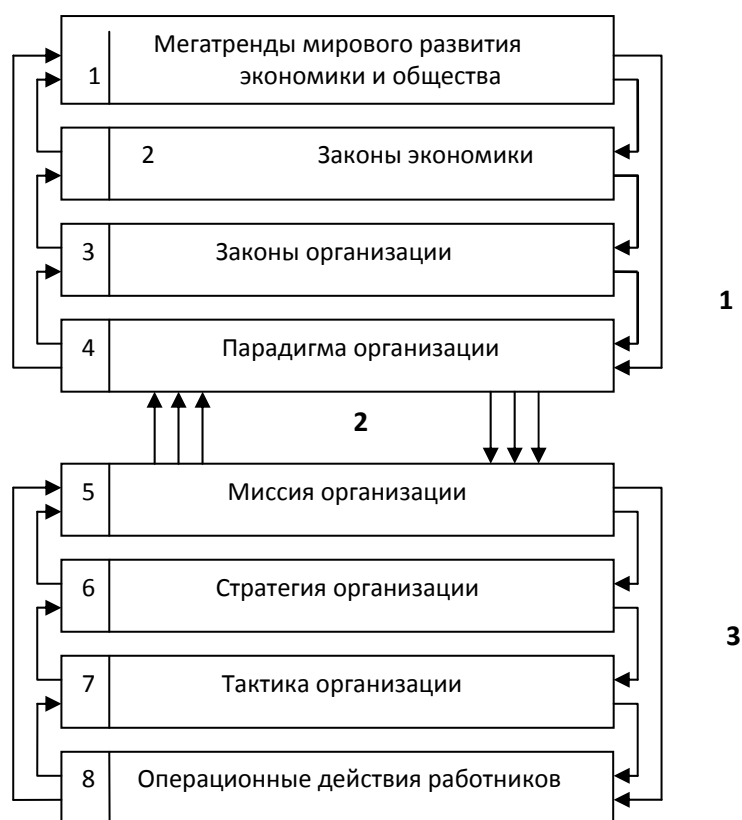 Мегатренды мирового развития
1 экономики и общества
2 Законы экономики
3 Законы организации
1
4 Парадигма организации
2
5 Миссия организации
6 Стратегия организации
3
7 Тактика организации
8 Операционные действия работников